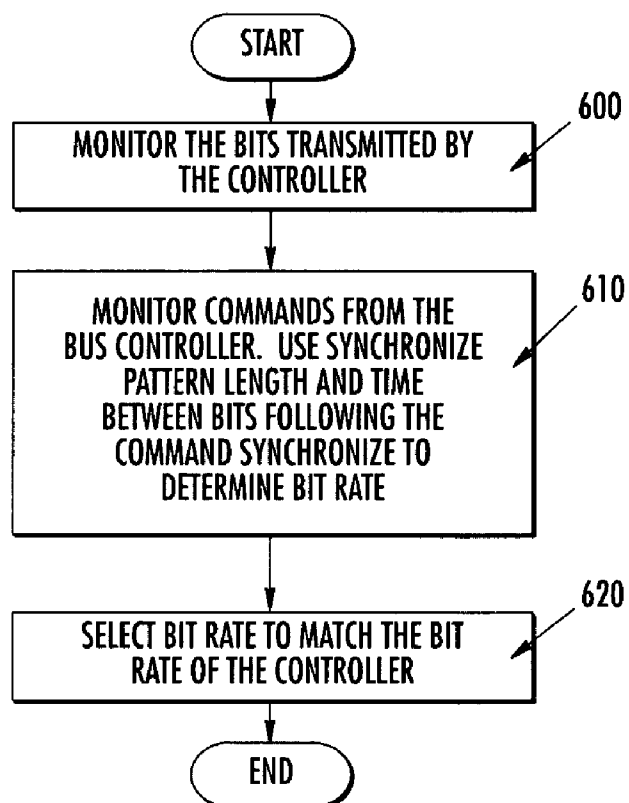 START
600
MONITOR THE BITS TRANSMITTED BY
THE CONTROLLER
610
MONITOR COMMANDS FROM THE
BUS CONTROLLER. USE SYNCHRONIZE
PATTERN LENGTH AND TIME
BETWEEN BITS FOLLOWING THE
COMMAND SYNCHRONIZE TO
DETERMINE BIT RATE
620
SELECT BIT RATE TO MATCH THE BIT
RATE OF THE CONTROLLER
END